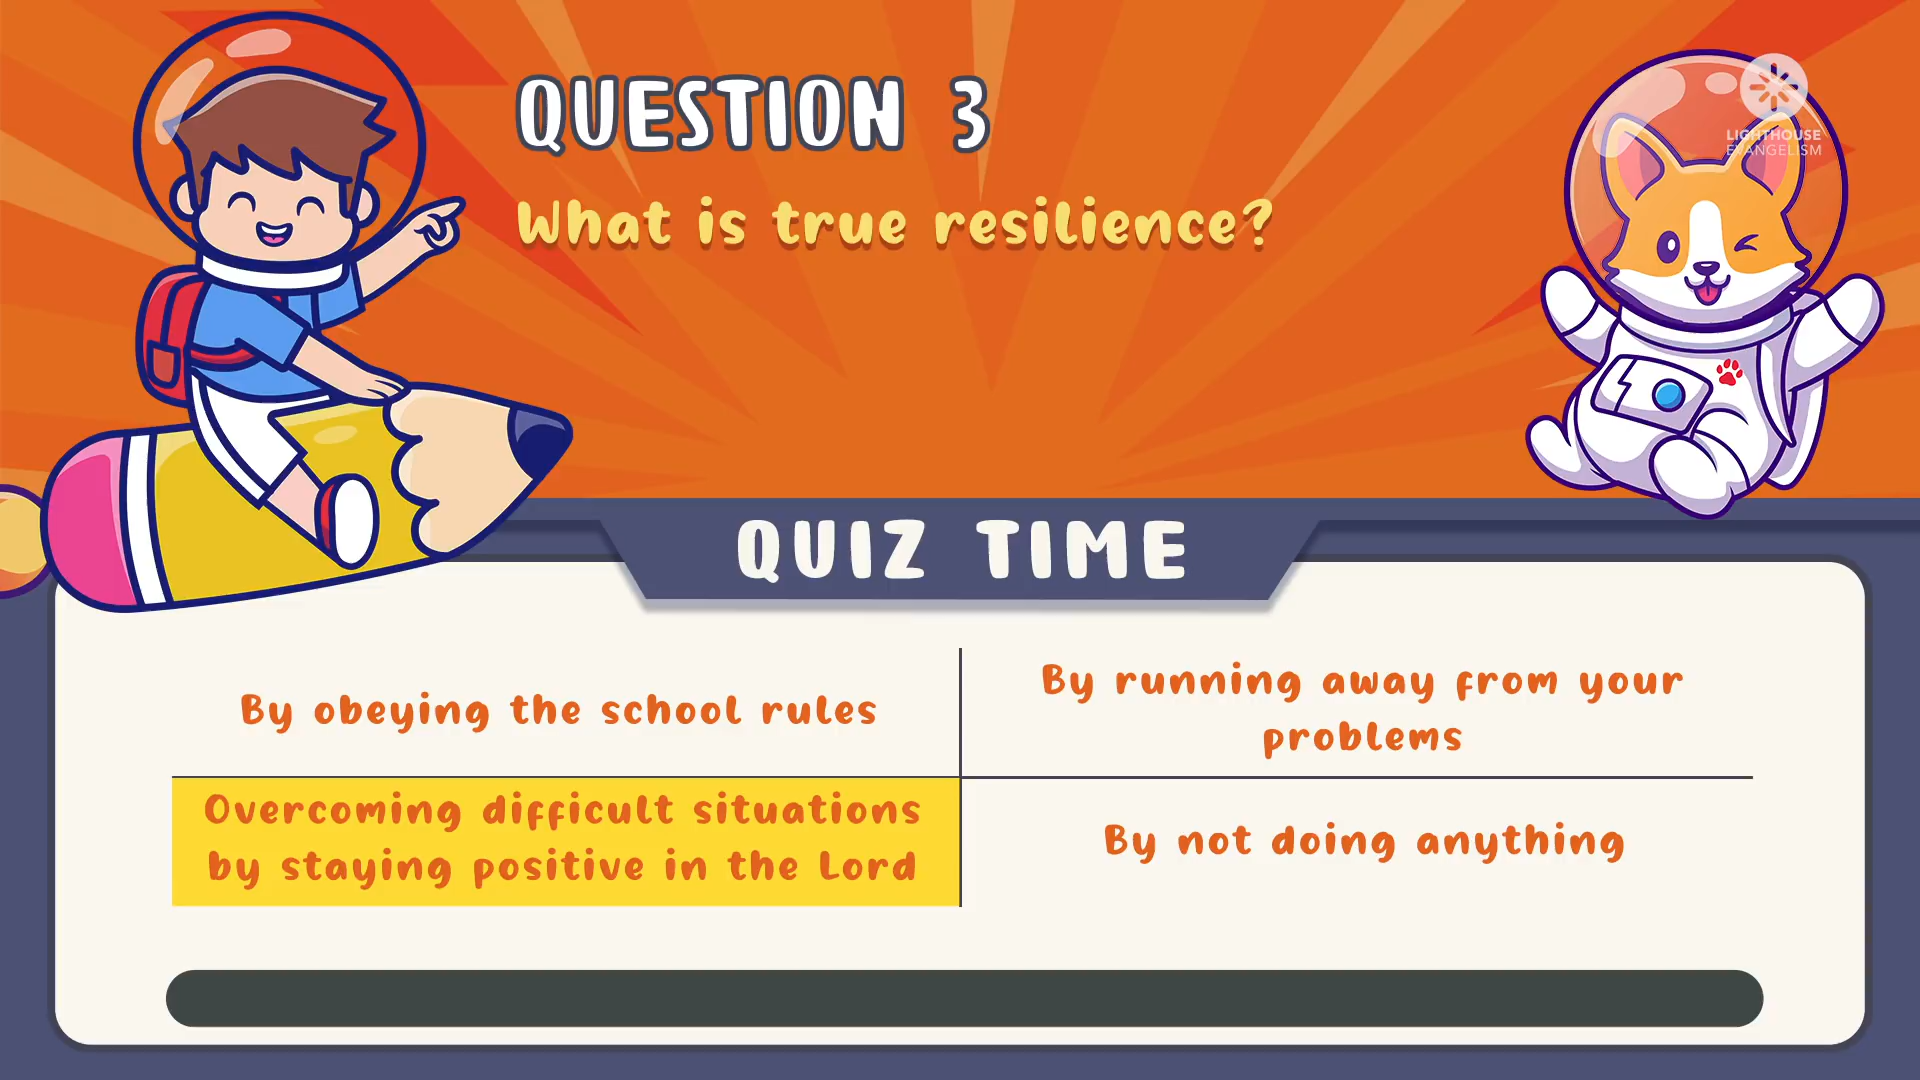 QUESTION 3
LIGHTHOUSE
EVANGELISM
What is true resilience?
QUIZ TIME
By obeying the school rules
By running away from your
problems
Overcoming difficult situations
by staying positive in the Lord
By not doing anything